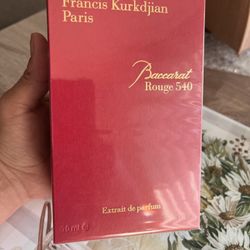 Francis Kurkdjian
Paris
Baccarat
Rouge 540
Extrait de parfum